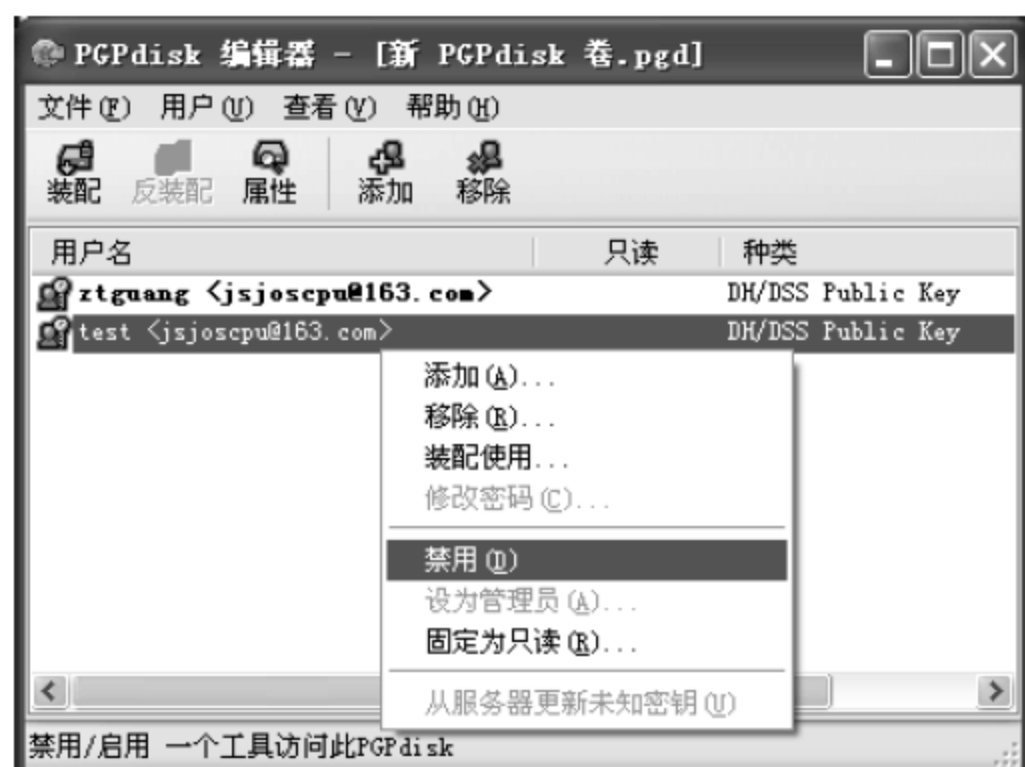 PGPdisk 编辑器 - [新 PGPdisk 卷.pgd]
文件(F) 用户(U) 查看(V) 帮助(H)
装配 反装配 属性 添加 移除
用户名 只读 种类
ztguang <jsjoscpu@163.com> DH/DSS Public Key
test <jsjoscpu@163.com> DH/DSS Public Key
添加(A)...
移除(R)...
装配使用...
修改密码(C)...
禁用(D)
设为管理员(A)...
固定为只读(R)...
从服务器更新未知密钥(U)
禁用/启用 一个工具访问此PGPdisk